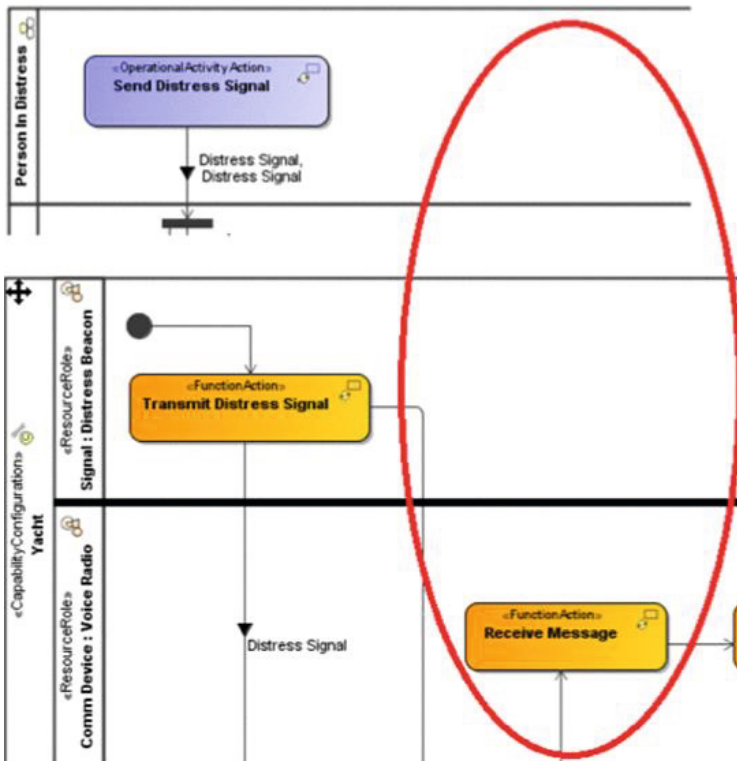 Person In Distress
«OperationalActivity Action»
Send Distress Signal
Distress Signal,
Distress Signal
«CapabilityConfiguration»
Yacht
«ResourceRole»
Signal : Distress Beacon
«FunctionAction»
Transmit Distress Signal
«ResourceRole»
Comm Device : Voice Radio
Distress Signal
«FunctionAction»
Receive Message